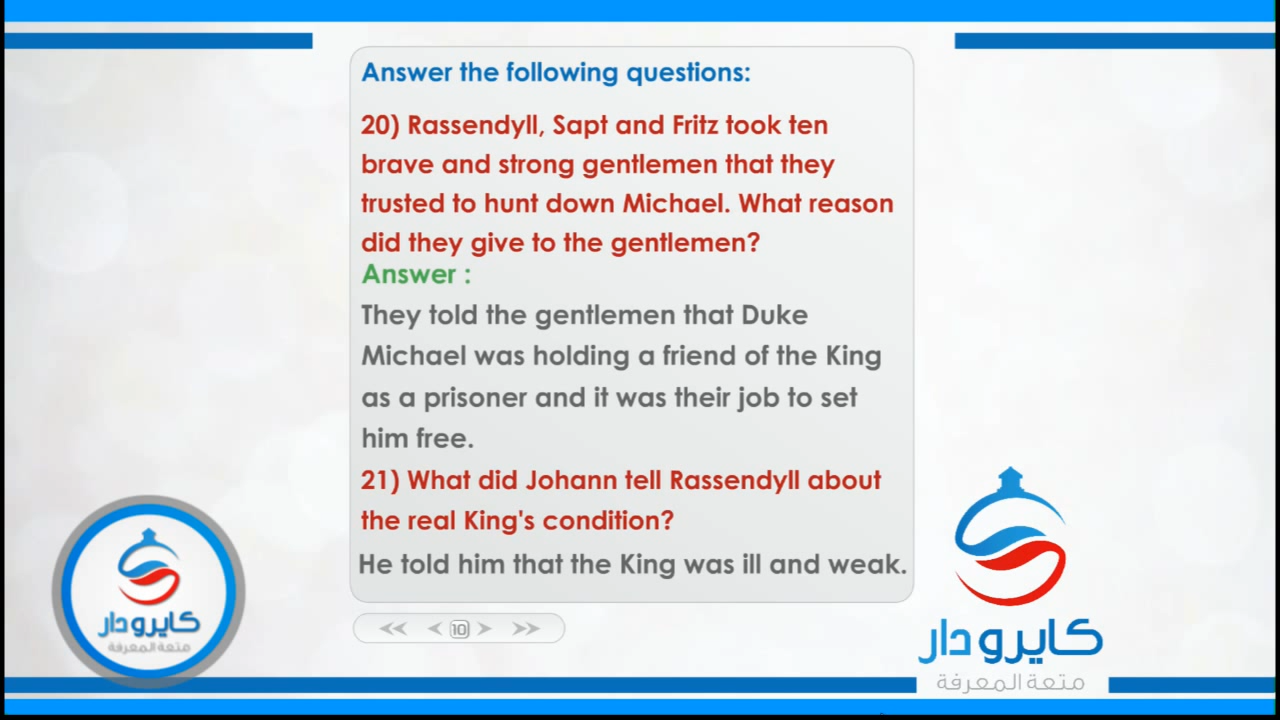 Answer the following questions:
20) Rassendyll, Sapt and Fritz took ten
brave and strong gentlemen that they
trusted to hunt down Michael. What reason
did they give to the gentlemen?
Answer :
They told the gentlemen that Duke
Michael was holding a friend of the King
as a prisoner and it was their job to set
him free.
21) What did Johann tell Rassendyll about
the real King's condition?
He told him that the King was ill and weak.
10
كايرو دار
متعة المعرفة
كايرو دار
متعة المعرفة